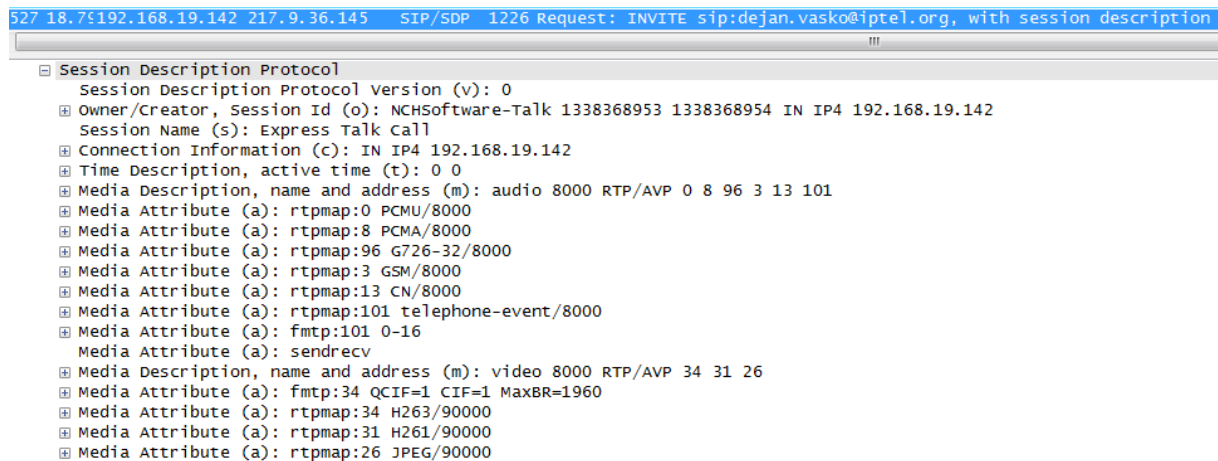 527 18.79192.168.19.142 217.9.36.145 SIP/SDP 1226 Request: INVITE sip:dejan.vasko@iptel.org, with session description
Session Description Protocol
Session Description Protocol Version (v): 0
Owner/Creator, Session Id (o): NCHSoftware-Talk 1338368953 1338368954 IN IP4 192.168.19.142
Session Name (s): Express Talk Call
Connection Information (c): IN IP4 192.168.19.142
Time Description, active time (t): 0 0
Media Description, name and address (m): audio 8000 RTP/AVP 0 8 96 3 13 101
Media Attribute (a): rtpmap:0 PCMU/8000
Media Attribute (a): rtpmap:8 PCMA/8000
Media Attribute (a): rtpmap:96 G726-32/8000
Media Attribute (a): rtpmap:3 GSM/8000
Media Attribute (a): rtpmap:13 CN/8000
Media Attribute (a): rtpmap:101 telephone-event/8000
Media Attribute (a): fmtp:101 0-16
Media Attribute (a): sendrecv
Media Description, name and address (m): video 8000 RTP/AVP 34 31 26
Media Attribute (a): fmtp:34 QCIF=1 CIF=1 MaxBR=1960
Media Attribute (a): rtpmap:34 H263/90000
Media Attribute (a): rtpmap:31 H261/90000
Media Attribute (a): rtpmap:26 JPEG/90000